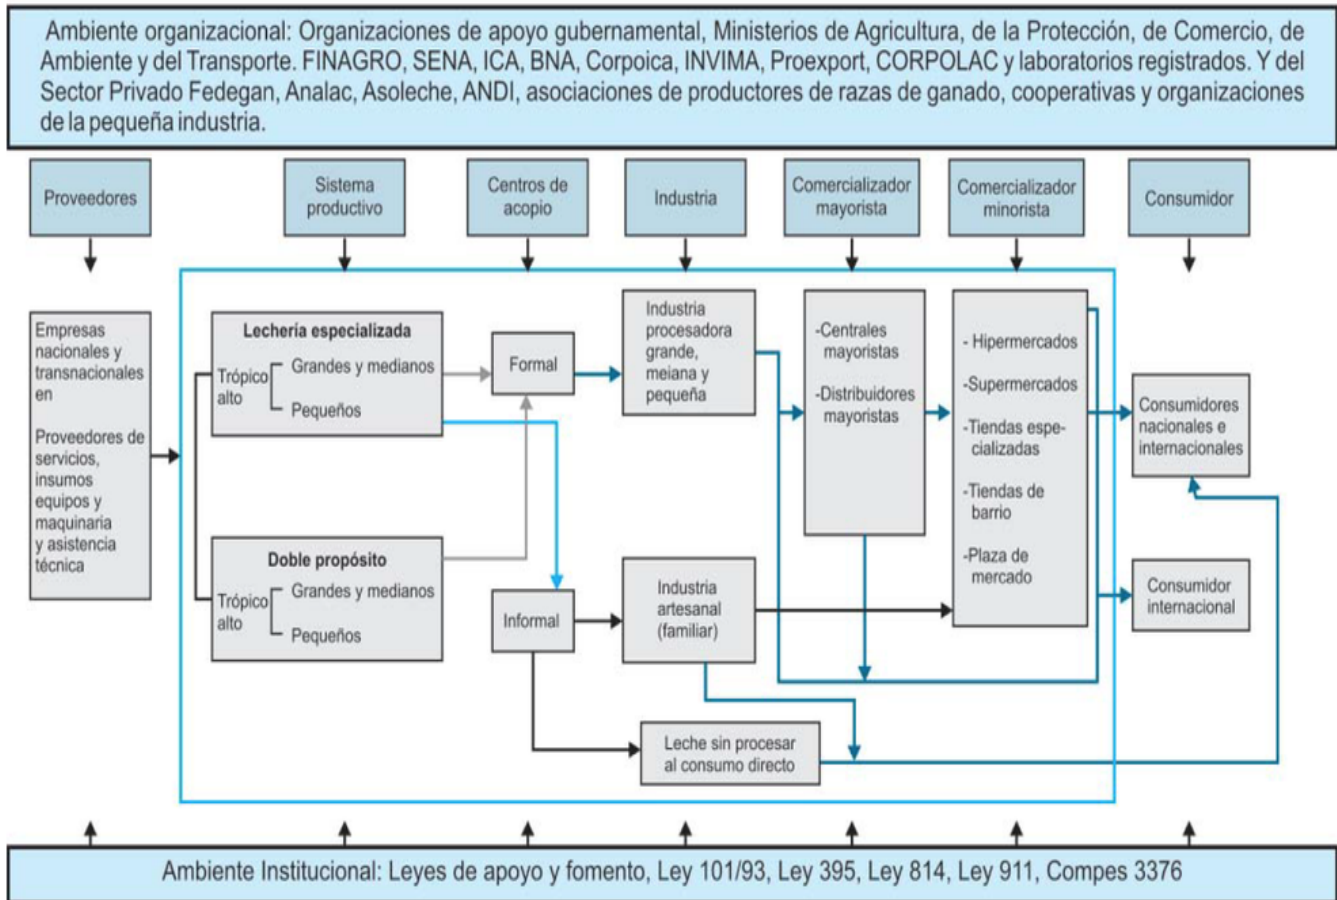 Ambiente organizacional: Organizaciones de apoyo gubernamental, Ministerios de Agricultura, de la Protección, de Comercio, de
Ambiente y del Transporte. FINAGRO, SENA, ICA, BNA, Corpoica, INVIMA, Proexport, CORPOLAC y laboratorios registrados. Y del
Sector Privado Fedegan, Analac, Asoleche, ANDI, asociaciones de productores de razas de ganado, cooperativas y organizaciones
de la pequeña industria.
Proveedores
Sistema
productivo
Centros de
acopio
Industria
Comercializador
mayorista
Comercializador
minorista
Consumidor
Empresas
nacionales y
transnacionales
en
Proveedores de
servicios,
insumos
equipos y
maquinaria
y asistencia
técnica
Lechería especializada
Trópico
alto
Grandes y medianos
Pequeños
Doble propósito
Trópico
alto
Grandes y medianos
Pequeños
Formal
Informal
Industria
procesadora
grande,
meiana y
pequeña
Industria
artesanal
(familiar)
Leche sin procesar
al consumo directo
-Centrales
mayoristas
-Distribuidores
mayoristas
- Hipermercados
-Supermercados
-Tiendas espe-
cializadas
-Tiendas de
barrio
-Plaza de
mercado
Consumidores
nacionales e
internacionales
Consumidor
internacional
Ambiente Institucional: Leyes de apoyo y fomento, Ley 101/93, Ley 395, Ley 814, Ley 911, Compes 3376